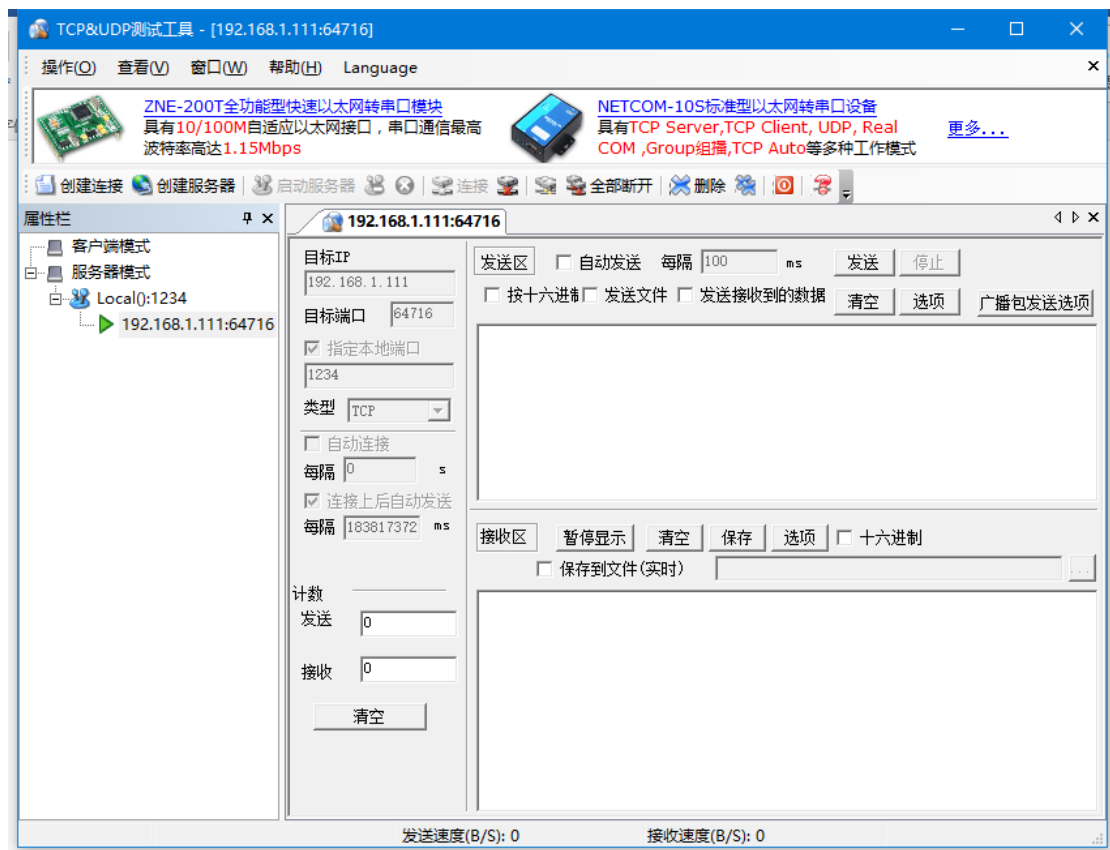 TCP&UDP测试工具 - [192.168.1.111:64716]
操作(O) 查看(V) 窗口(W) 帮助(H) Language
ZNE-200T全功能型快速以太网转串口模块
具有10/100M自适应以太网接口，串口通信最高
波特率高达1.15Mbps
NETCOM-10S标准型以太网转串口设备
具有TCP Server,TCP Client, UDP, Real
COM ,Group组播,TCP Auto等多种工作模式
更多...
创建连接 创建服务器 启动服务器 连接 全部断开 删除
属性栏
客户端模式
服务器模式
Local():1234
192.168.1.111:64716
192.168.1.111:64716
目标IP
192.168.1.111
目标端口 64716
指定本地端口
1234
类型 TCP
自动连接
每隔 0 s
连接上后自动发送
每隔 183817372 ms
计数
发送 0
接收 0
清空
发送区 自动发送 每隔 100 ms 发送 停止
按十六进制 发送文件 发送接收到的数据 清空 选项 广播包发送选项
接收区 暂停显示 清空 保存 选项 十六进制
保存到文件(实时) ...
发送速度(B/S): 0 接收速度(B/S): 0